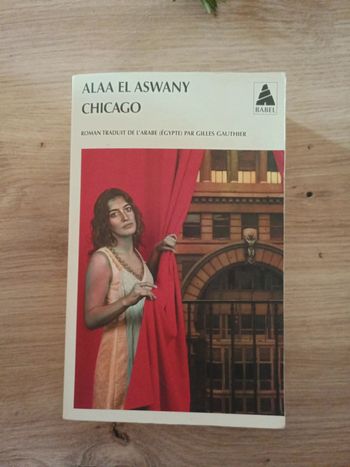 ALAA EL ASWANY
CHICAGO
BABEL
ROMAN TRADUIT DE L'ARABE (ÉGYPTE) PAR GILLES GAUTHIER